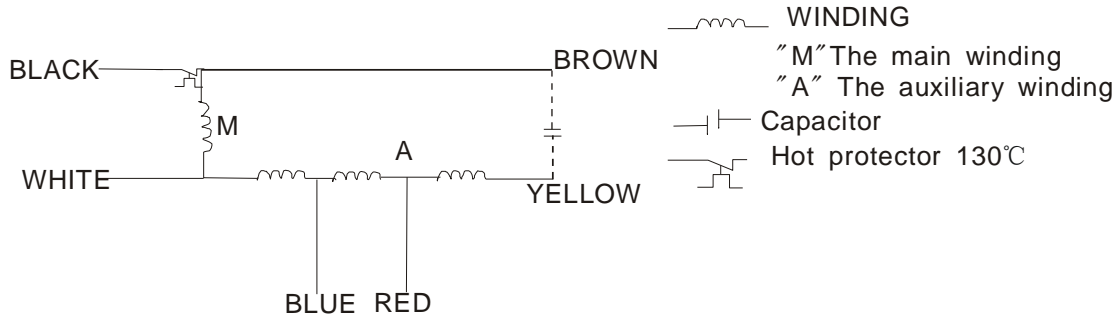 BLACK
BROWN
M
A
WHITE
YELLOW
BLUE RED
WINDING
"M"The main winding
"A" The auxiliary winding
Capacitor
Hot protector 130℃